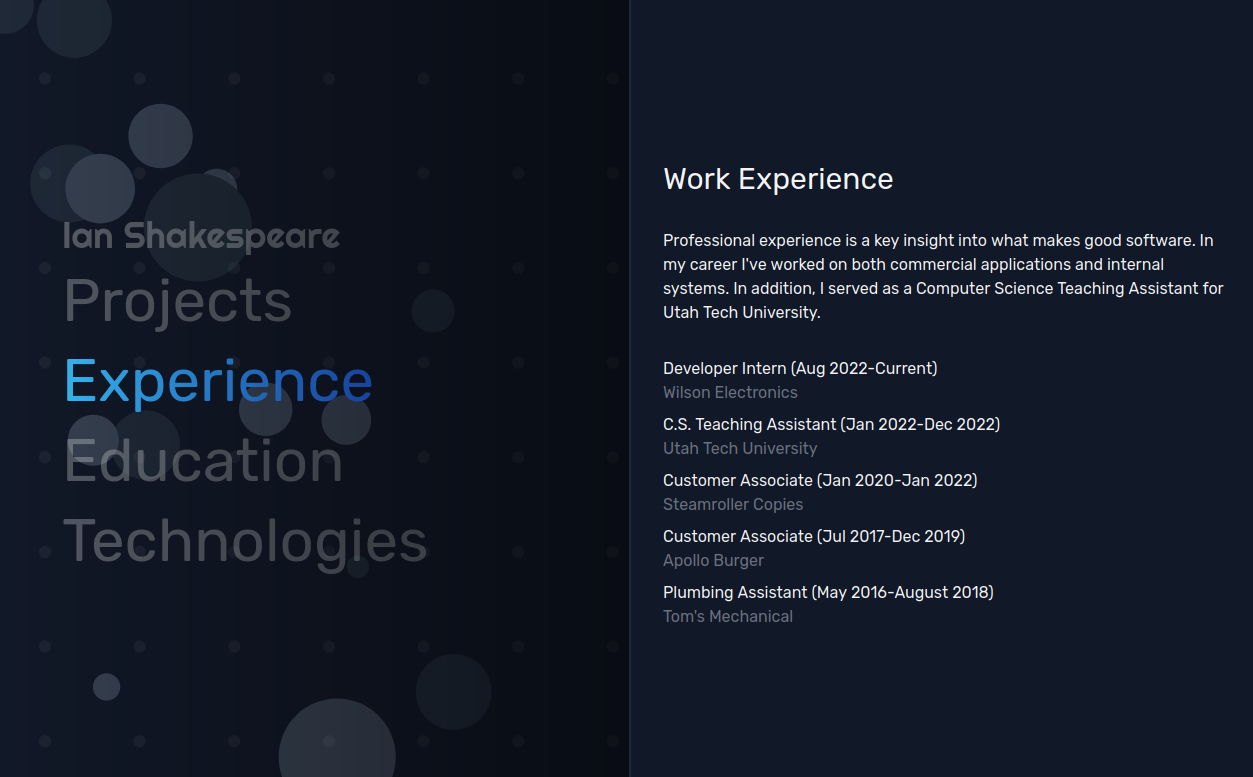 Ian Shakespeare
Projects
Experience
Education
Technologies
Work Experience
Professional experience is a key insight into what makes good software. In
my career I've worked on both commercial applications and internal
systems. In addition, I served as a Computer Science Teaching Assistant for
Utah Tech University.
Developer Intern (Aug 2022-Current)
Wilson Electronics
C.S. Teaching Assistant (Jan 2022-Dec 2022)
Utah Tech University
Customer Associate (Jan 2020-Jan 2022)
Steamroller Copies
Customer Associate (Jul 2017-Dec 2019)
Apollo Burger
Plumbing Assistant (May 2016-August 2018)
Tom's Mechanical